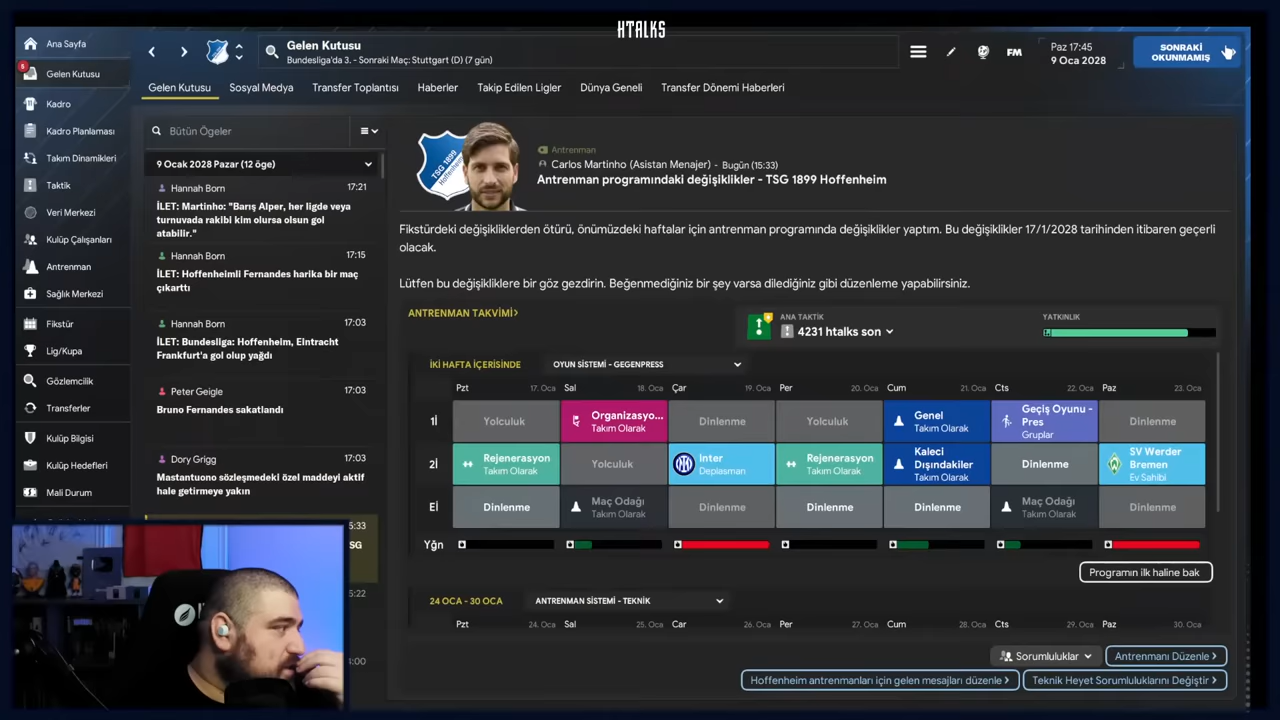 HTALKS
Ana Sayfa
5
Gelen Kutusu
Kadro
Kadro Planlaması
Takım Dinamikleri
Taktik
Veri Merkezi
Kulüp Çalışanları
Antrenman
Sağlık Merkezi
Fikstür
Lig/Kupa
Gözlemcilik
Transferler
Kulüp Bilgisi
Kulüp Hedefleri
Mali Durum
Gelen Kutusu
Bundesliga'da 3. - Sonraki Maç: Stuttgart (D) (7 gün)
FM
Paz 17:45
9 Oca 2028
SONRAKİ
OKUNMAMIŞ
Gelen Kutusu Sosyal Medya Transfer Toplantısı Haberler Takip Edilen Ligler Dünya Geneli Transfer Dönemi Haberleri
Bütün Ögeler
9 Ocak 2028 Pazar (12 öge)
Hannah Born 17:21
İLET: Martinho: "Barış Alper, her ligde veya
turnuvada rakibi kim olursa olsun gol
atabilir."
Hannah Born 17:15
İLET: Hoffenheimli Fernandes harika bir maç
çıkarttı
Hannah Born 17:03
İLET: Bundesliga: Hoffenheim, Eintracht
Frankfurt'a gol olup yağdı
Peter Geigle 17:03
Bruno Fernandes sakatlandı
Dory Grigg 17:03
Mastantuono sözleşmedeki özel maddeyi aktif
hale getirmeye yakın
5:33
SG
5:22
3:00
TSG 1899
Antrenman
Carlos Martinho (Asistan Menajer) - Bugün (15:33)
Antrenman programındaki değişiklikler - TSG 1899 Hoffenheim
Fikstürdeki değişikliklerden ötürü, önümüzdeki haftalar için antrenman programında değişiklikler yaptım. Bu değişiklikler 17/1/2028 tarihinden itibaren geçerli
olacak.
Lütfen bu değişikliklere bir göz gezdirin. Beğenmediğiniz bir şey varsa dilediğiniz gibi düzenleme yapabilirsiniz.
ANTRENMAN TAKVİMİ>
ANA TAKTİK
4231 htalks son
YATKINLIK
İKİ HAFTA İÇERİSİNDE OYUN SİSTEMİ - GEGENPRESS
Pzt 17. Oca Sal 18. Oca Çar 19. Oca Per 20. Oca Cum 21. Oca Cts 22. Oca Paz 23. Oca
1İ Yolculuk Organizasyo... Takım Olarak Dinlenme Yolculuk Genel Takım Olarak Geçiş Oyunu - Pres Gruplar Dinlenme
2İ Rejenerasyon Takım Olarak Yolculuk Inter Deplasman Rejenerasyon Takım Olarak Kaleci Dışındakiler Takım Olarak Dinlenme SV Werder Bremen Ev Sahibi
Eİ Dinlenme Maç Odağı Takım Olarak Dinlenme Dinlenme Dinlenme Maç Odağı Takım Olarak Dinlenme
Yğn
Programın ilk haline bak
24 OCA - 30 OCA ANTRENMAN SİSTEMİ - TEKNİK
Pzt 24. Oca Sal 25. Oca Çar 26. Oca Per 27. Oca Cum 28. Oca Cts 29. Oca Paz 30. Oca
Sorumluluklar Antrenmanı Düzenle>
Hoffenheim antrenmanları için gelen mesajları düzenle> Teknik Heyet Sorumluluklarını Değiştir>